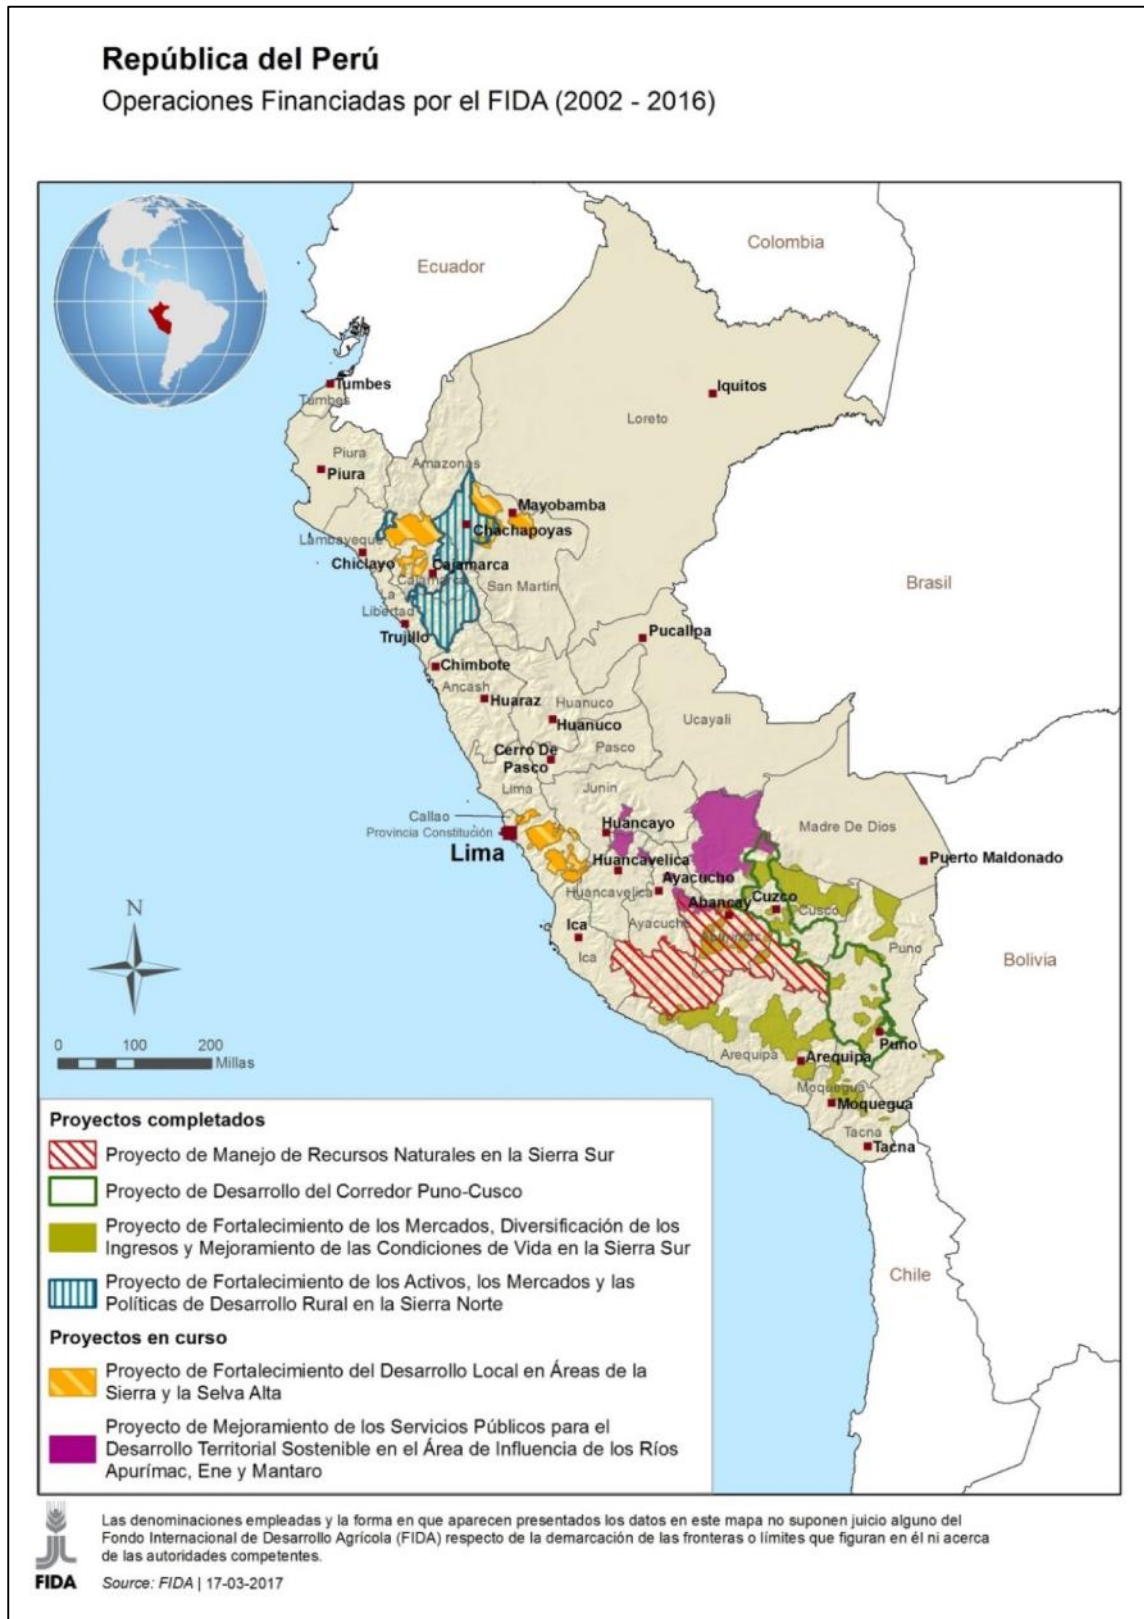 República del Perú
Operaciones Financiadas por el FIDA (2002 - 2016)
Colombia
Ecuador
Tumbes
Tumbes
Iquitos
Loreto
Piura
Piura
Amazonas
Mayobamba
Chachapoyas
Lambayeque
Chiclayo
Cajamarca
Cajamarca
San Martín
Brasil
La
Libertad
Trujillo
Pucallpa
Chimbote
Ancash
Huaraz
Huanuco
Huanuco
Ucayali
Cerro De
Pasco
Pasco
Lima
Junín
Callao
Provincia Constitución
Lima
Huancayo
Madre De Dios
Puerto Maldonado
Huancavelica
Huancavelica
Ayacucho
Ayacucho
Abancay
Cuzco
Cusco
Ica
Ica
Puno
Bolivia
N
0 100 200
Millas
Puno
Arequipa
Arequipa
Moquegua
Moquegua
Tacna
Tacna
Chile
Proyectos completados
Proyecto de Manejo de Recursos Naturales en la Sierra Sur
Proyecto de Desarrollo del Corredor Puno-Cusco
Proyecto de Fortalecimiento de los Mercados, Diversificación de los
Ingresos y Mejoramiento de las Condiciones de Vida en la Sierra Sur
Proyecto de Fortalecimiento de los Activos, los Mercados y las
Políticas de Desarrollo Rural en la Sierra Norte
Proyectos en curso
Proyecto de Fortalecimiento del Desarrollo Local en Áreas de la
Sierra y la Selva Alta
Proyecto de Mejoramiento de los Servicios Públicos para el
Desarrollo Territorial Sostenible en el Área de Influencia de los Ríos
Apurímac, Ene y Mantaro
Las denominaciones empleadas y la forma en que aparecen presentados los datos en este mapa no suponen juicio alguno del
Fondo Internacional de Desarrollo Agrícola (FIDA) respecto de la demarcación de las fronteras o límites que figuran en él ni acerca
de las autoridades competentes.
FIDA
Source: FIDA | 17-03-2017